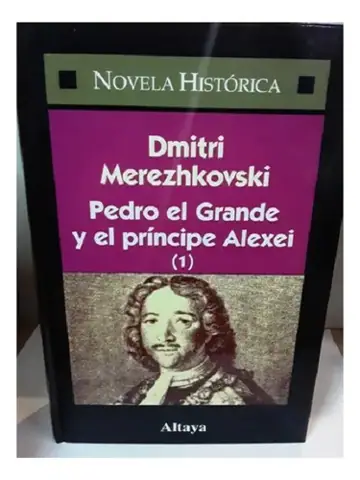 NOVELA HISTÓRICA
Dmitri
Merezhkovski
Pedro el Grande
y el príncipe Alexei
(1)
Altaya